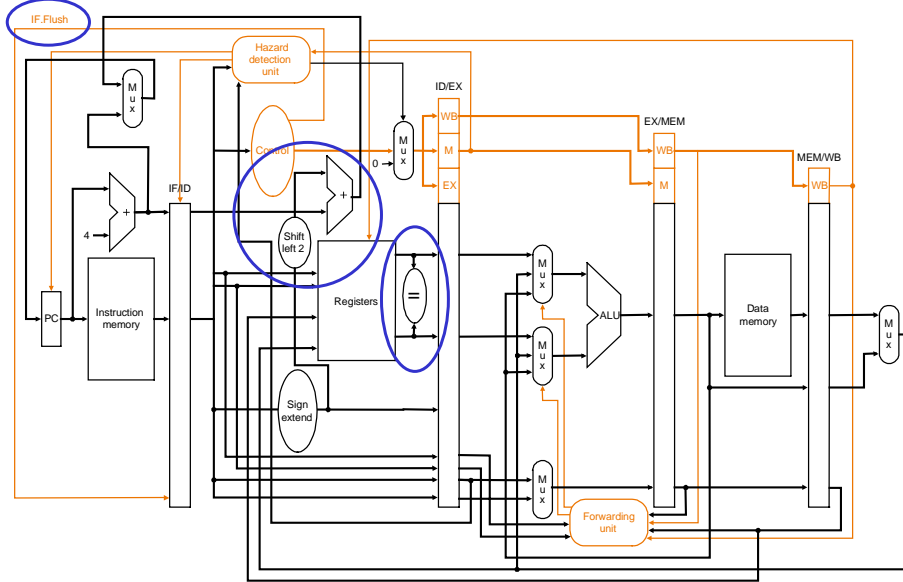 IF.Flush
Hazard
detection
unit
M
u
x
ID/EX
WB
EX/MEM
Control
M
u
x
0
M
WB
MEM/WB
EX
M
WB
IF/ID
+
+
4
Shift
left 2
M
u
x
Registers
=
PC
Instruction
memory
ALU
Data
memory
M
u
x
M
u
x
Sign
extend
M
u
x
Forwarding
unit